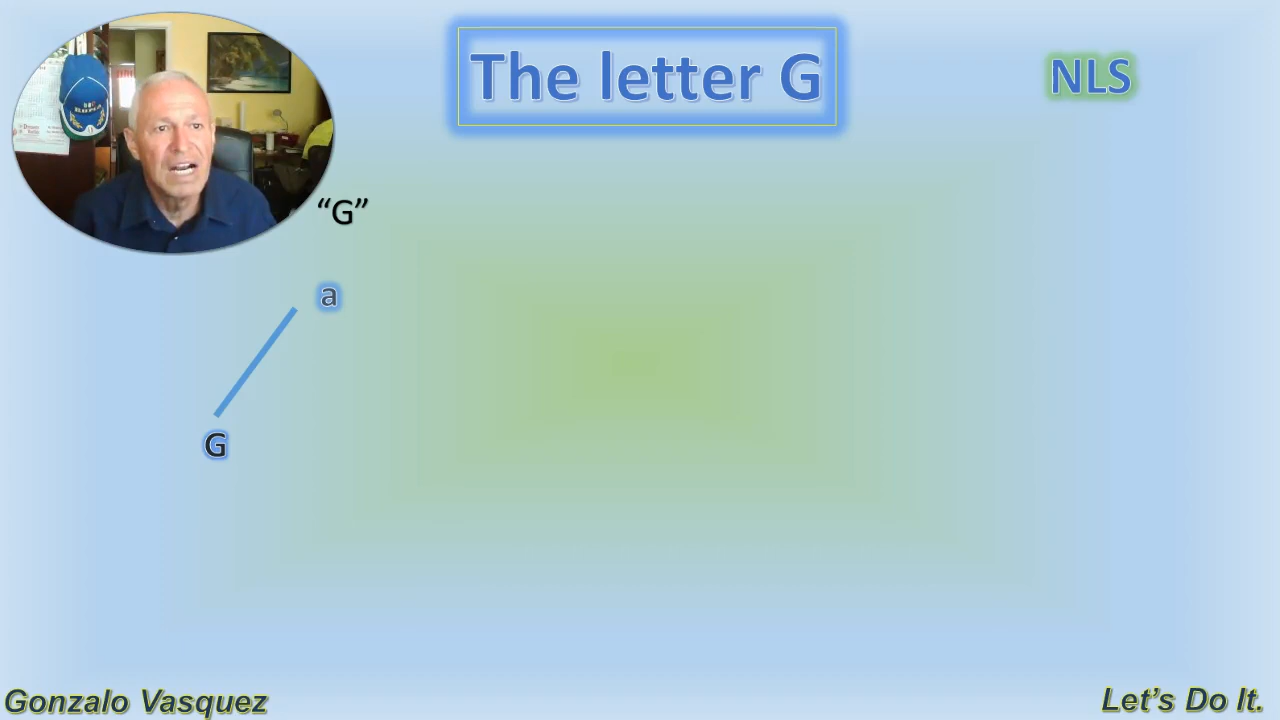 The letter G
NLS
“G”
a
G
Gonzalo Vasquez
Let’s Do It.